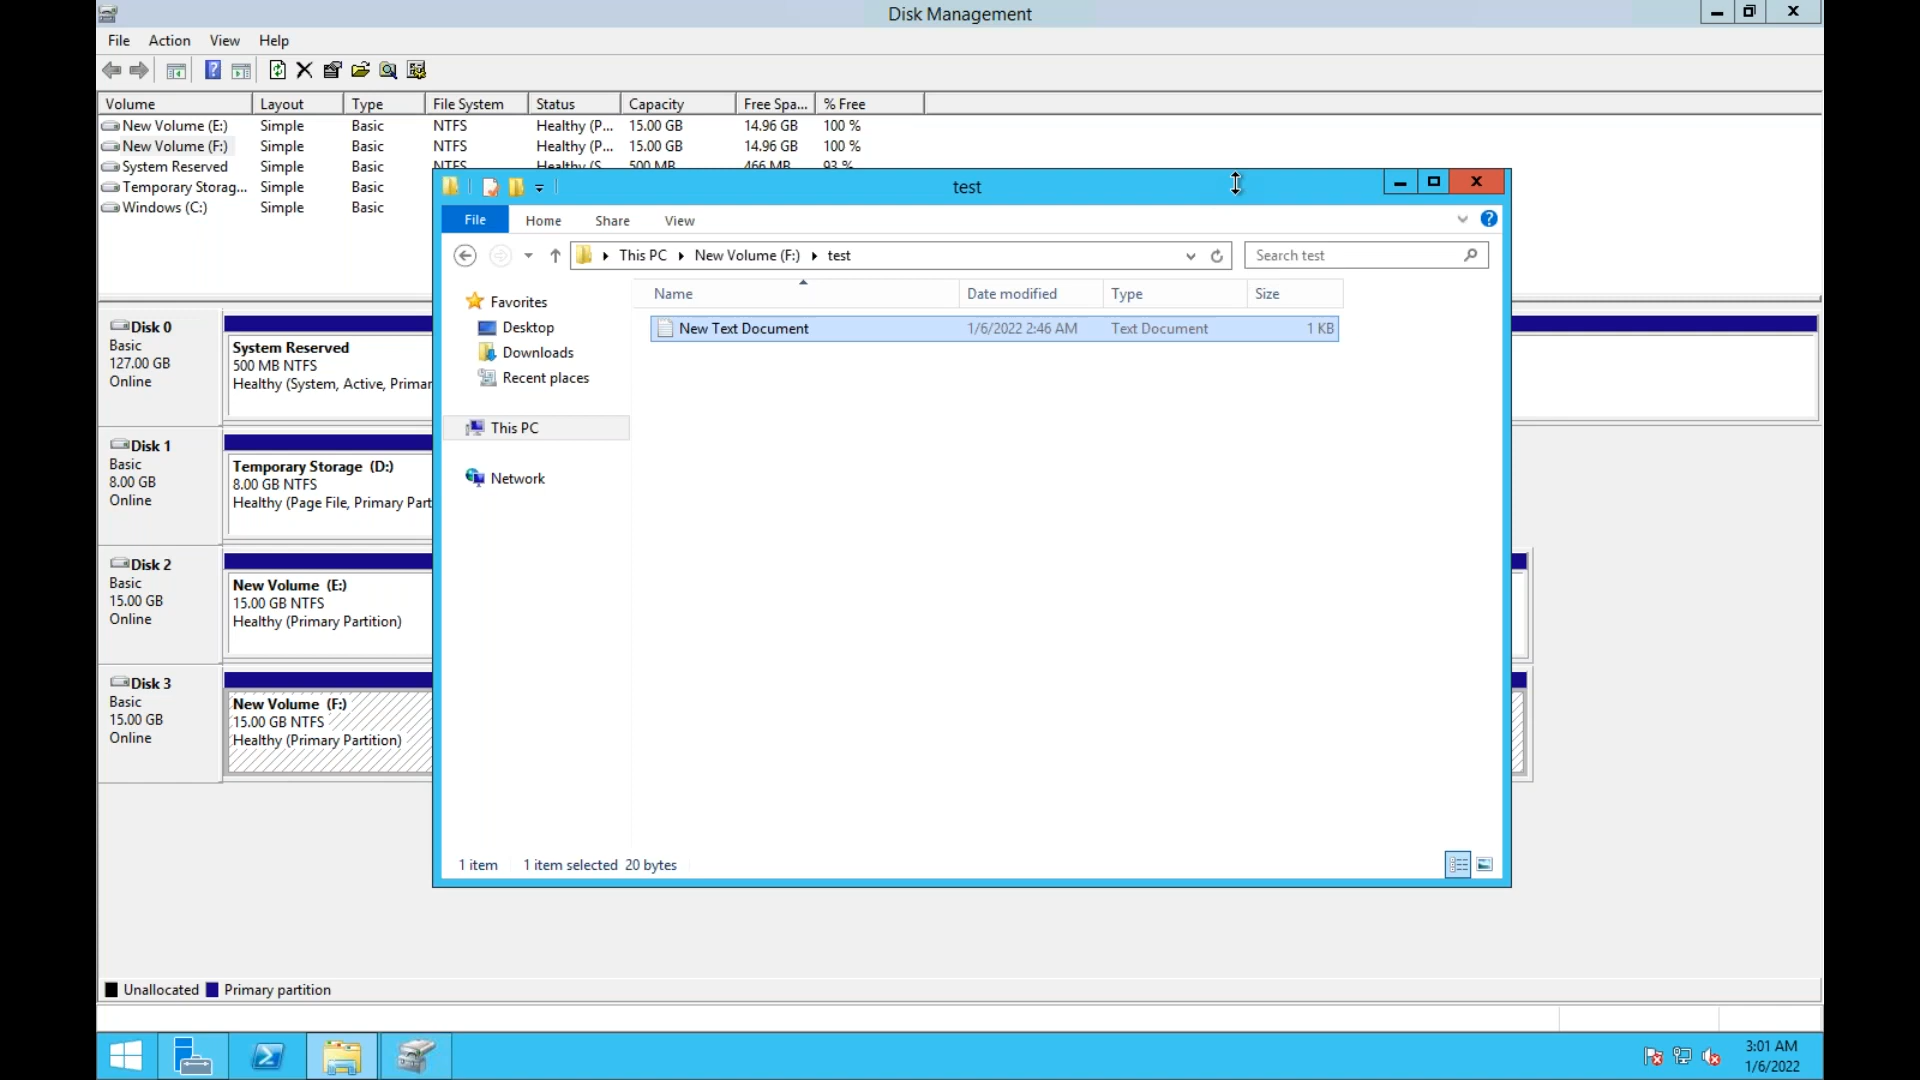 Disk Management
File Action View Help
Volume Layout Type File System Status Capacity Free Spa... % Free
New Volume (E:) Simple Basic NTFS Healthy (P... 15.00 GB 14.96 GB 100 %
New Volume (F:) Simple Basic NTFS Healthy (P... 15.00 GB 14.96 GB 100 %
System Reserved Simple Basic NTFS Healthy (S... 500 MB 466 MB 93 %
Temporary Storag... Simple Basic
Windows (C:) Simple Basic
test
File Home Share View
This PC New Volume (F:) test
Search test
Name Date modified Type Size
New Text Document 1/6/2022 2:46 AM Text Document 1 KB
Favorites
Desktop
Downloads
Recent places
This PC
Network
1 item 1 item selected 20 bytes
Disk 0
Basic
127.00 GB
Online
System Reserved
500 MB NTFS
Healthy (System, Active, Primar
Disk 1
Basic
8.00 GB
Online
Temporary Storage (D:)
8.00 GB NTFS
Healthy (Page File, Primary Part
Disk 2
Basic
15.00 GB
Online
New Volume (E:)
15.00 GB NTFS
Healthy (Primary Partition)
Disk 3
Basic
15.00 GB
Online
New Volume (F:)
15.00 GB NTFS
Healthy (Primary Partition)
Unallocated Primary partition
3:01 AM
1/6/2022